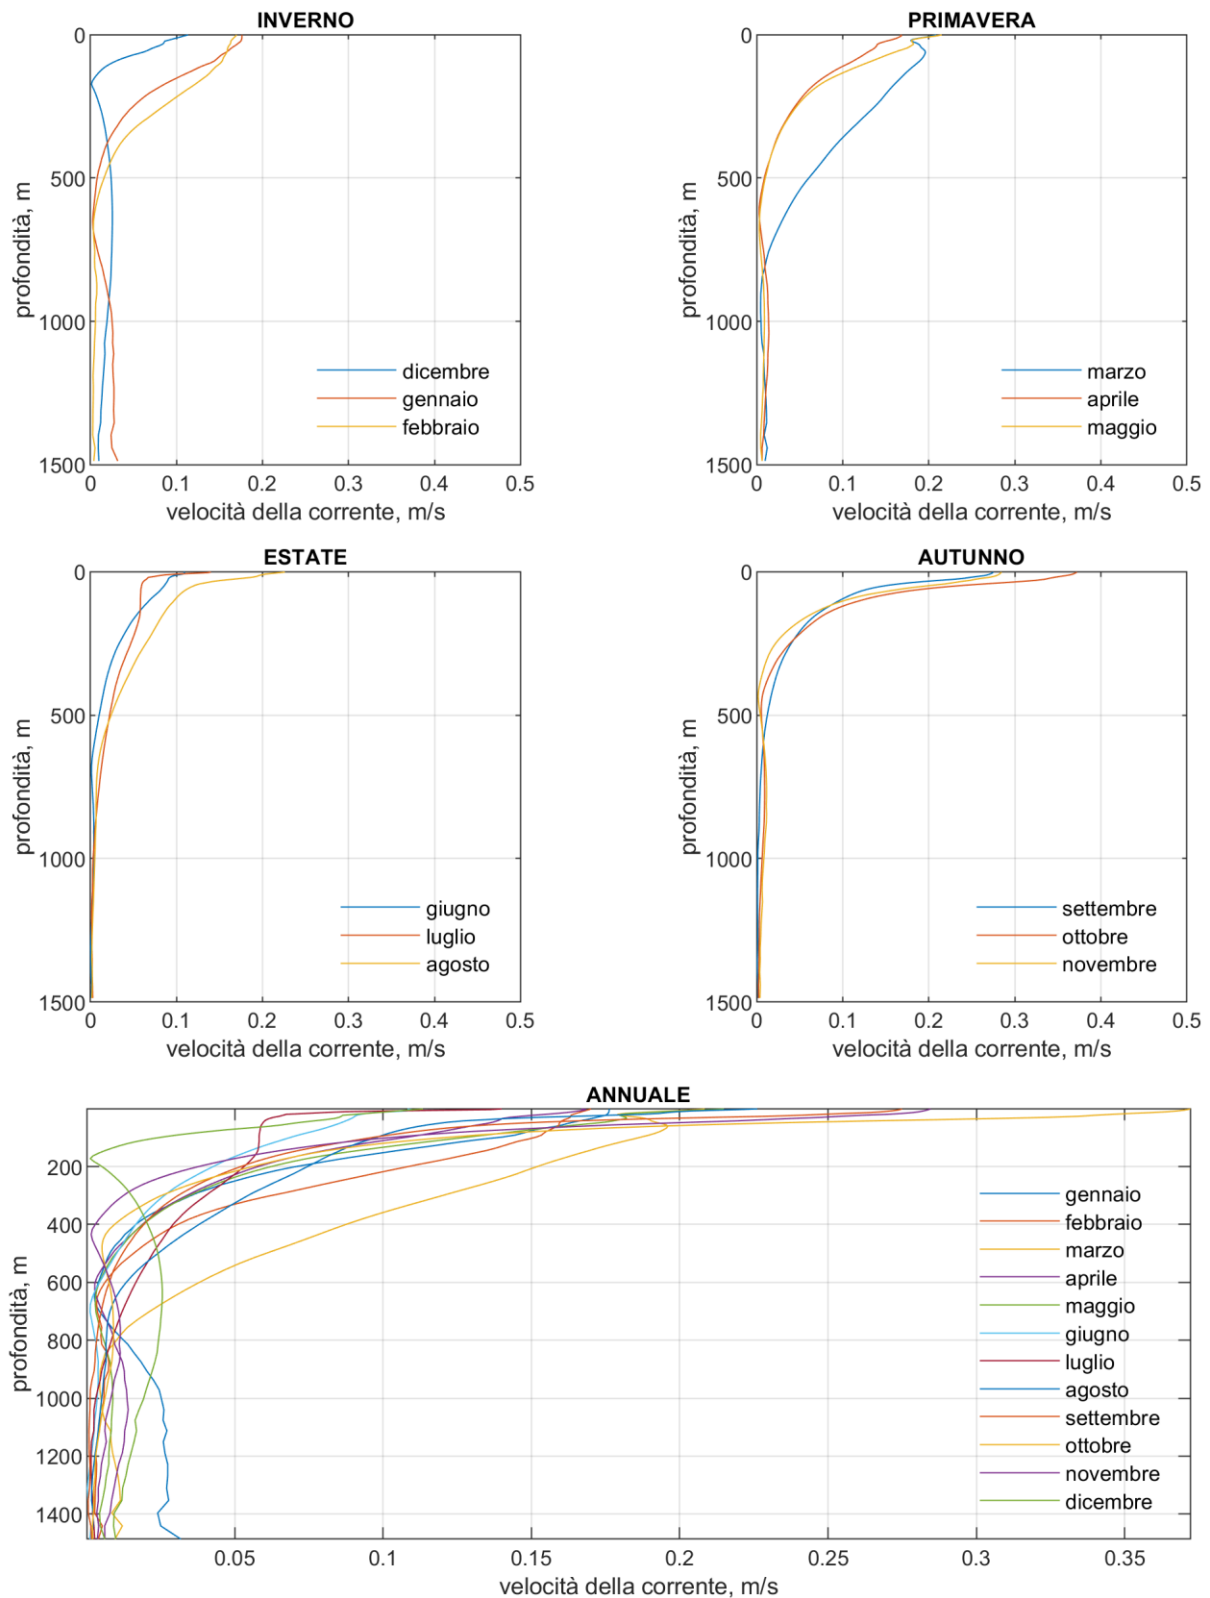 INVERNO
0
500
1000
1500
profondità, m
dicembre
gennaio
febbraio
0 0.1 0.2 0.3 0.4 0.5
velocità della corrente, m/s
PRIMAVERA
0
500
1000
1500
profondità, m
marzo
aprile
maggio
0 0.1 0.2 0.3 0.4 0.5
velocità della corrente, m/s
ESTATE
0
500
1000
1500
profondità, m
giugno
luglio
agosto
0 0.1 0.2 0.3 0.4 0.5
velocità della corrente, m/s
AUTUNNO
0
500
1000
1500
profondità, m
settembre
ottobre
novembre
0 0.1 0.2 0.3 0.4 0.5
velocità della corrente, m/s
ANNUALE
200
400
600
800
1000
1200
1400
profondità, m
gennaio
febbraio
marzo
aprile
maggio
giugno
luglio
agosto
settembre
ottobre
novembre
dicembre
0.05 0.1 0.15 0.2 0.25 0.3 0.35
velocità della corrente, m/s